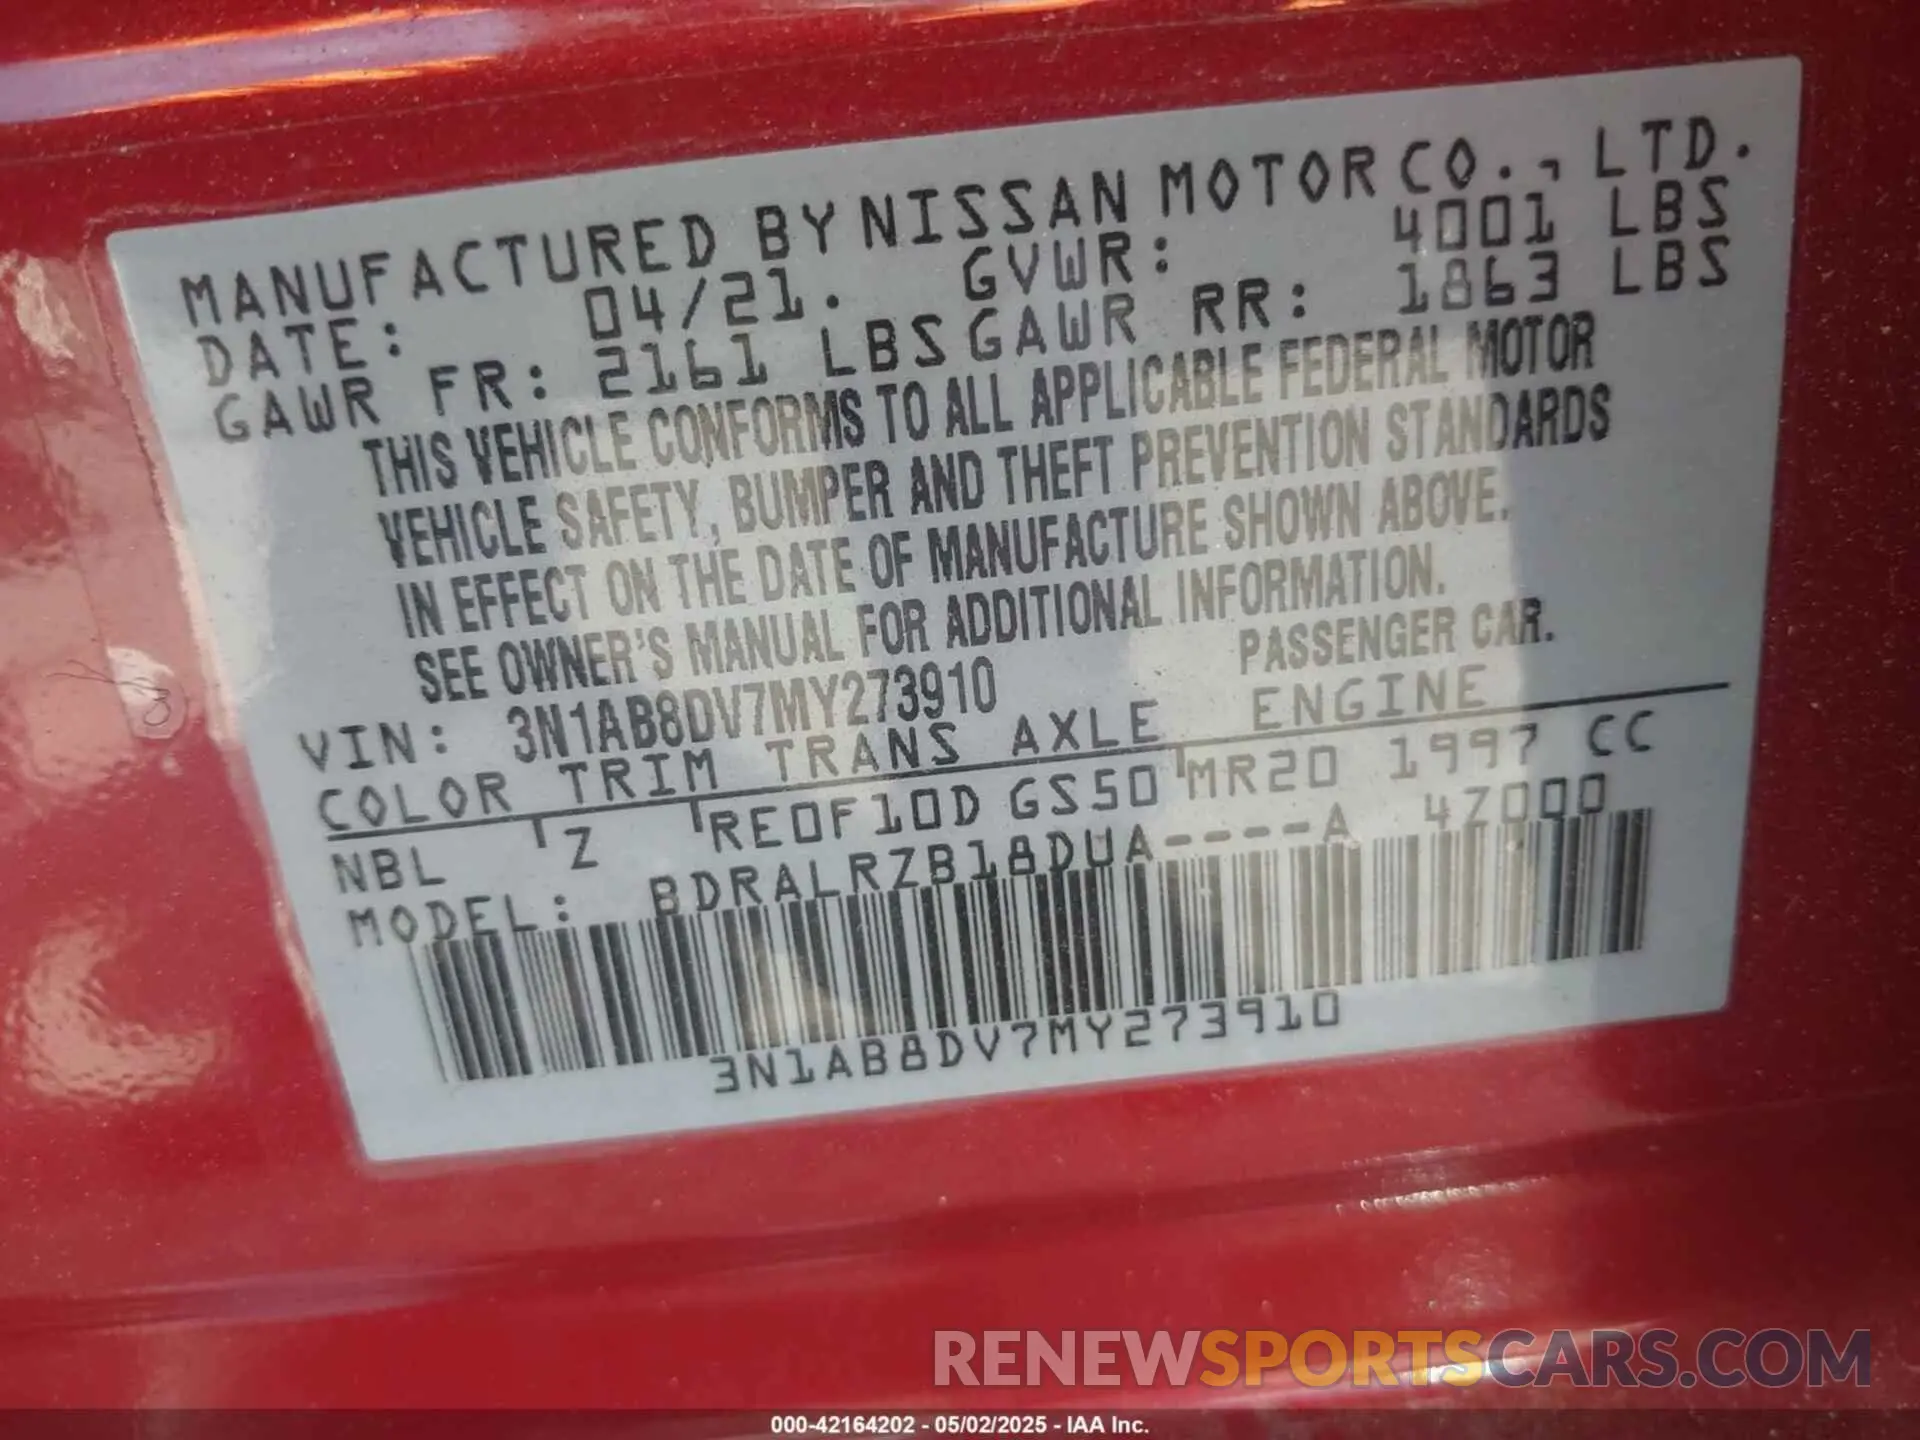 MANUFACTURED BY NISSAN MOTOR CO., LTD.
DATE: 04/21. GVWR: 4001 LBS
GAWR FR: 2161 LBS GAWR RR: 1863 LBS
THIS VEHICLE CONFORMS TO ALL APPLICABLE FEDERAL MOTOR
VEHICLE SAFETY, BUMPER AND THEFT PREVENTION STANDARDS
IN EFFECT ON THE DATE OF MANUFACTURE SHOWN ABOVE.
SEE OWNER'S MANUAL FOR ADDITIONAL INFORMATION.
VIN: 3N1AB8DV7MY273910 PASSENGER CAR.
COLOR TRIM TRANS AXLE ENGINE
NBL Z RE0F10D GS50 MR20 1997 CC
MODEL: BDRALRZB18DUA----A 4Z000
3N1AB8DV7MY273910
RENEWSPORTSCARS.COM
000-42164202 - 05/02/2025 - IAA Inc.